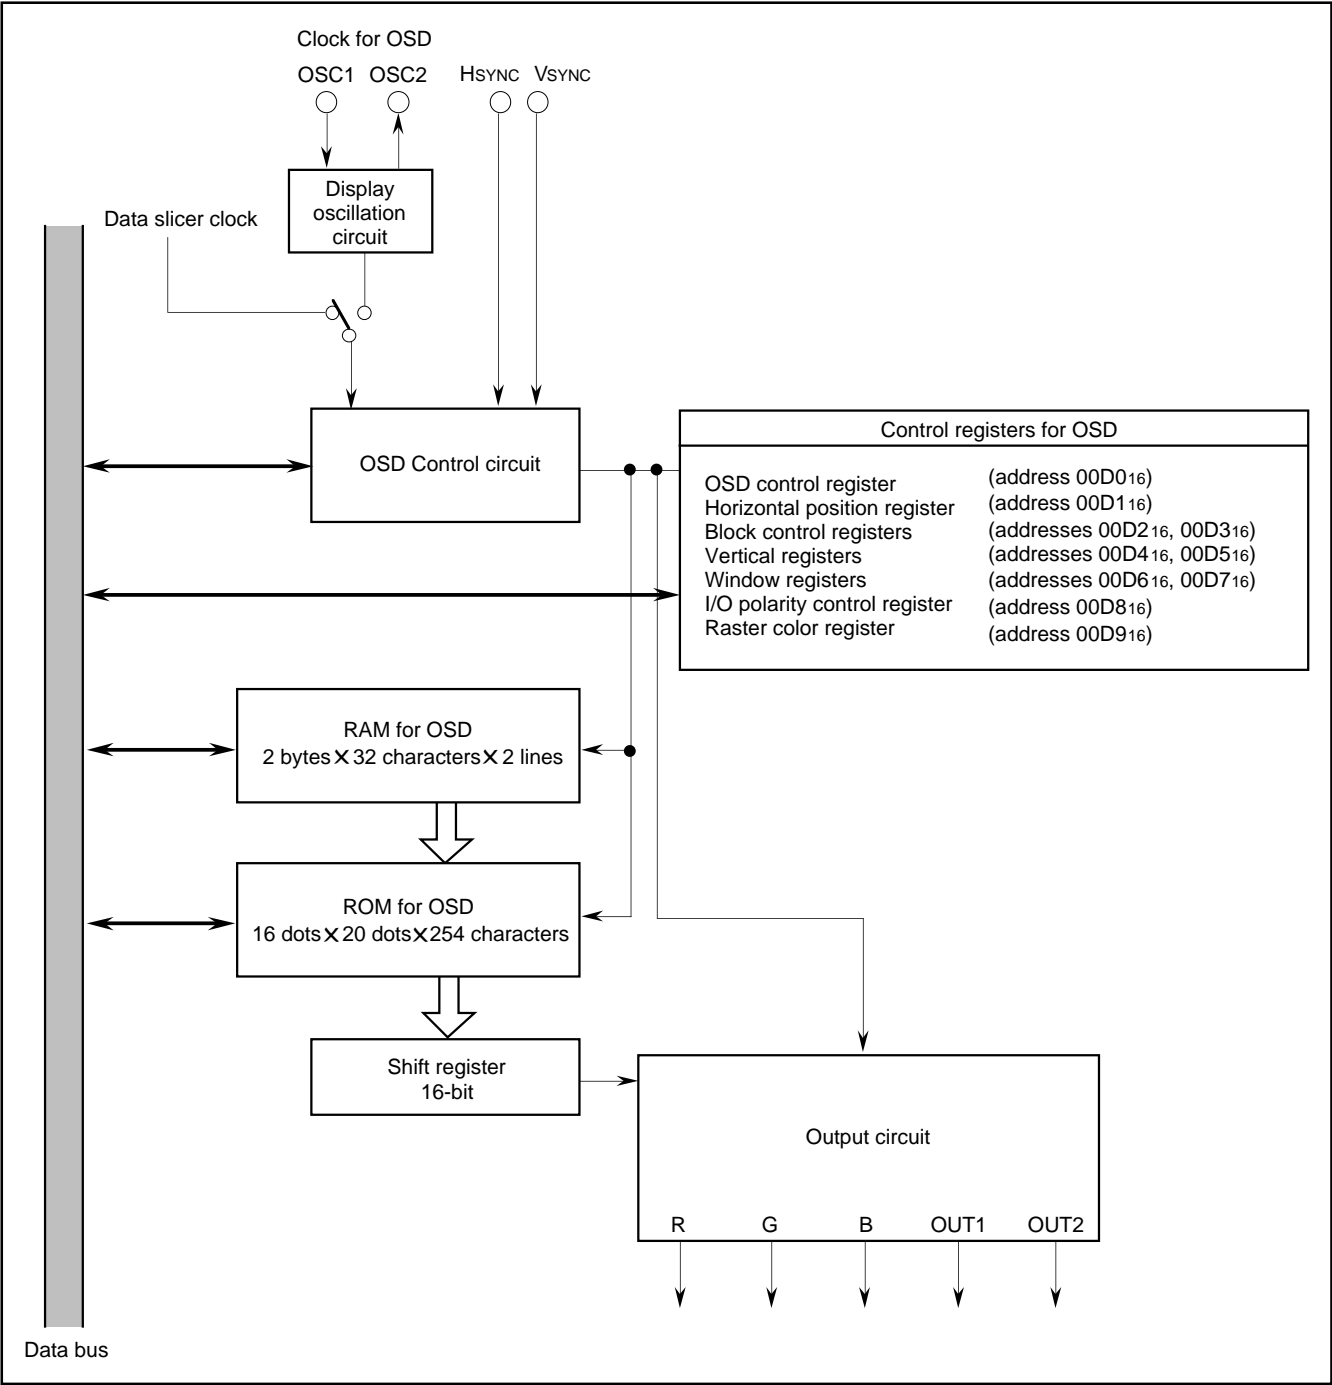 Clock for OSD
OSC1 OSC2 HSYNC VSYNC
Display
oscillation
circuit
Data slicer clock
OSD Control circuit
Control registers for OSD
OSD control register (address 00D016)
Horizontal position register (address 00D116)
Block control registers (addresses 00D216, 00D316)
Vertical registers (addresses 00D416, 00D516)
Window registers (addresses 00D616, 00D716)
I/O polarity control register (address 00D816)
Raster color register (address 00D916)
RAM for OSD
2 bytes×32 characters×2 lines
ROM for OSD
16 dots×20 dots×254 characters
Shift register
16-bit
Output circuit
R G B OUT1 OUT2
Data bus